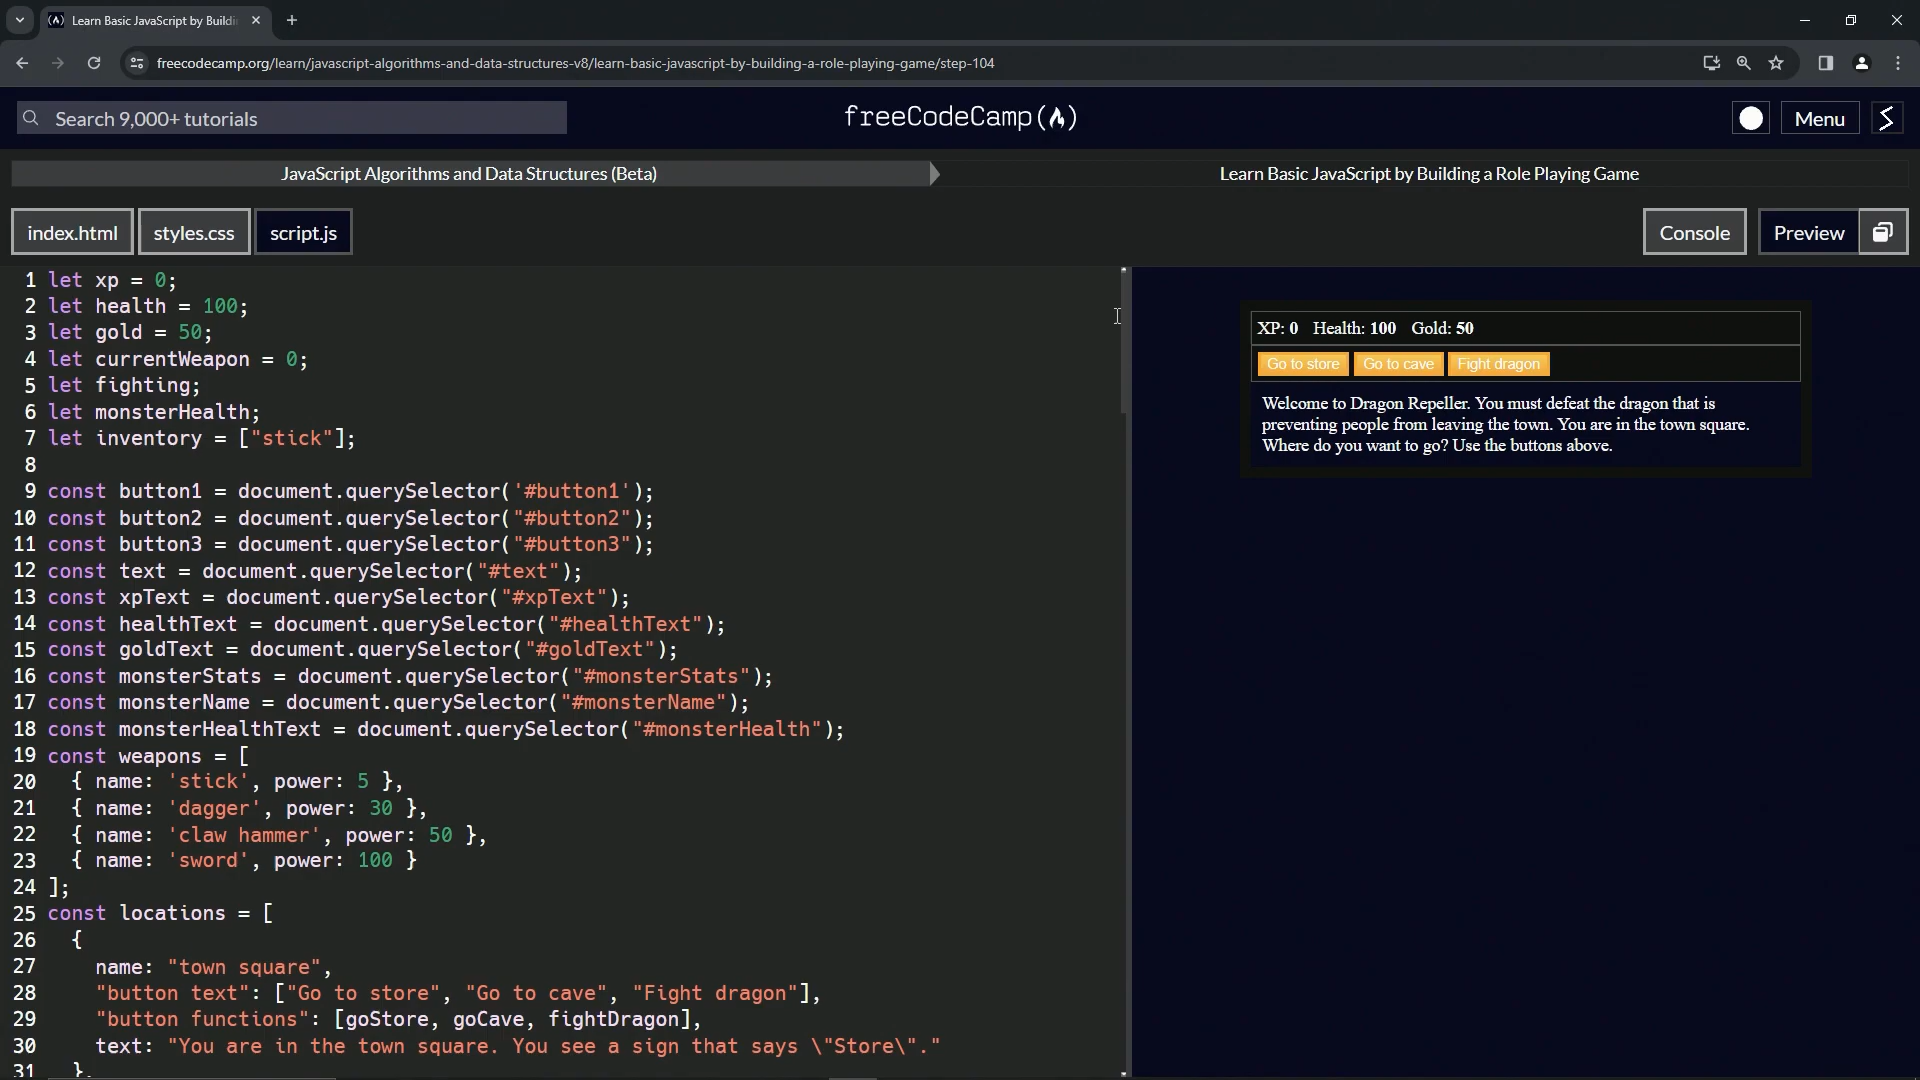 Learn Basic JavaScript by Buildi
freecodecamp.org/learn/javascript-algorithms-and-data-structures-v8/learn-basic-javascript-by-building-a-role-playing-game/step-104
Search 9,000+ tutorials
freeCodeCamp
Menu
JavaScript Algorithms and Data Structures (Beta)
Learn Basic JavaScript by Building a Role Playing Game
index.html
styles.css
script.js
Console
Preview
1 let xp = 0;
2 let health = 100;
3 let gold = 50;
4 let currentWeapon = 0;
5 let fighting;
6 let monsterHealth;
7 let inventory = ["stick"];
8
9 const button1 = document.querySelector('#button1');
10 const button2 = document.querySelector("#button2");
11 const button3 = document.querySelector("#button3");
12 const text = document.querySelector("#text");
13 const xpText = document.querySelector("#xpText");
14 const healthText = document.querySelector("#healthText");
15 const goldText = document.querySelector("#goldText");
16 const monsterStats = document.querySelector("#monsterStats");
17 const monsterName = document.querySelector("#monsterName");
18 const monsterHealthText = document.querySelector("#monsterHealth");
19 const weapons = [
20 { name: 'stick', power: 5 },
21 { name: 'dagger', power: 30 },
22 { name: 'claw hammer', power: 50 },
23 { name: 'sword', power: 100 }
24 ];
25 const locations = [
26 {
27 name: "town square",
28 "button text": ["Go to store", "Go to cave", "Fight dragon"],
29 "button functions": [goStore, goCave, fightDragon],
30 text: "You are in the town square. You see a sign that says \"Store\"."
31 },
XP: 0 Health: 100 Gold: 50
Go to store
Go to cave
Fight dragon
Welcome to Dragon Repeller. You must defeat the dragon that is
preventing people from leaving the town. You are in the town square.
Where do you want to go? Use the buttons above.